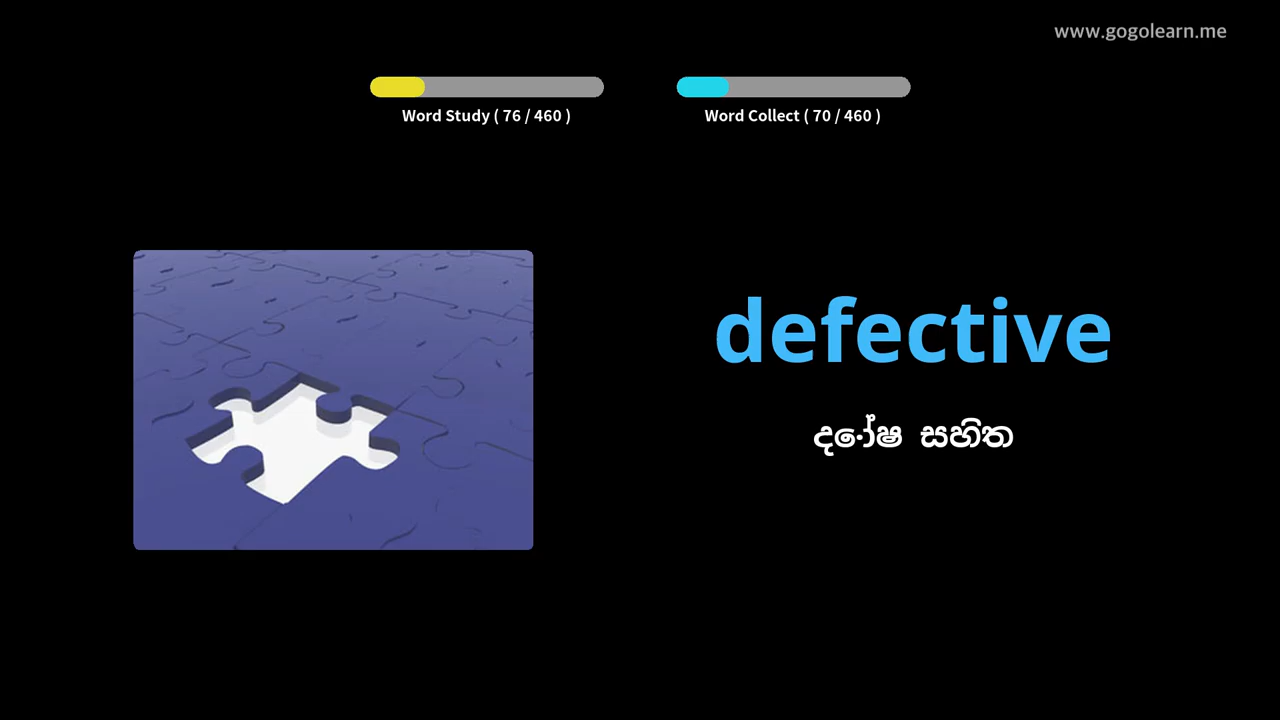 www.gogolearn.me
Word Study ( 76 / 460 )
Word Collect ( 70 / 460 )
defective
දෝෂ සහිත